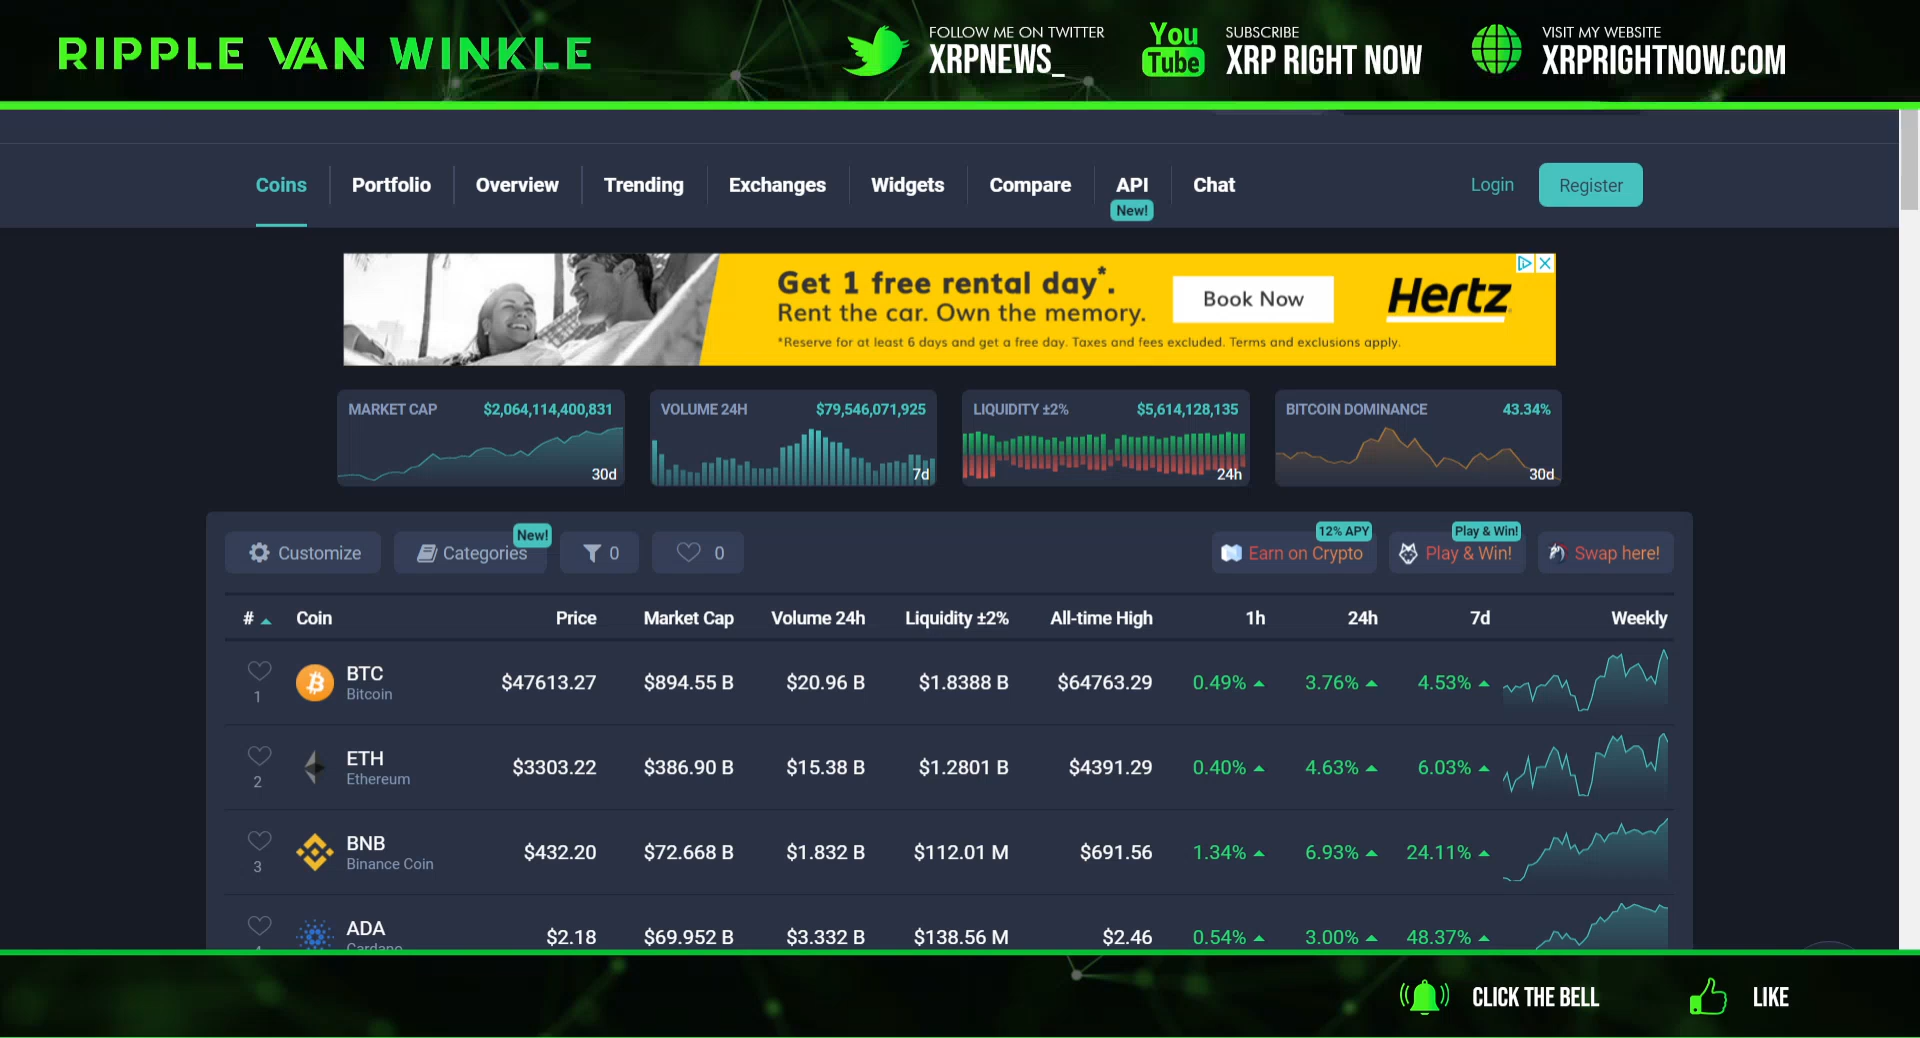 RIPPLE VAN WINKLE
FOLLOW ME ON TWITTER
XRPNEWS_
You
Tube
SUBSCRIBE
XRP RIGHT NOW
VISIT MY WEBSITE
XRPRIGHTNOW.COM
Coins Portfolio Overview Trending Exchanges Widgets Compare API Chat Login Register
New!
Get 1 free rental day*.
Rent the car. Own the memory.
*Reserve for at least 6 days and get a free day. Taxes and fees excluded. Terms and exclusions apply.
Book Now
Hertz
MARKET CAP $2,064,114,400,831
30d
VOLUME 24H $79,546,071,925
7d
LIQUIDITY ±2% $5,614,128,135
24h
BITCOIN DOMINANCE 43.34%
30d
Customize
New!
Categories
0
0
12% APY
Earn on Crypto
Play & Win!
Play & Win!
Swap here!
# Coin Price Market Cap Volume 24h Liquidity ±2% All-time High 1h 24h 7d Weekly
1 BTC Bitcoin $47613.27 $894.55 B $20.96 B $1.8388 B $64763.29 0.49% 3.76% 4.53%
2 ETH Ethereum $3303.22 $386.90 B $15.38 B $1.2801 B $4391.29 0.40% 4.63% 6.03%
3 BNB Binance Coin $432.20 $72.668 B $1.832 B $112.01 M $691.56 1.34% 6.93% 24.11%
ADA Cardano $2.18 $69.952 B $3.332 B $138.56 M $2.46 0.54% 3.00% 48.37%
CLICK THE BELL
LIKE